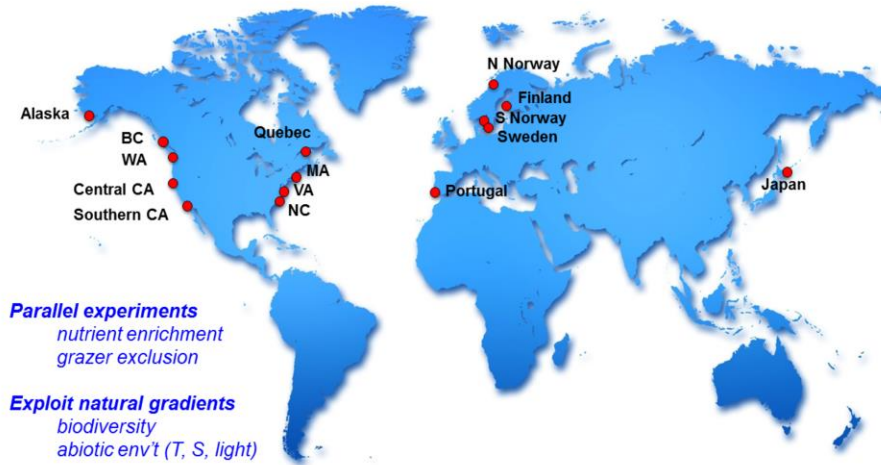 N Norway
Alaska
Finland
BC
Quebec
S Norway
WA
Sweden
MA
Central CA
VA
Portugal
Japan
Southern CA
NC
Parallel experiments
nutrient enrichment
grazer exclusion
Exploit natural gradients
biodiversity
abiotic env't (T, S, light)